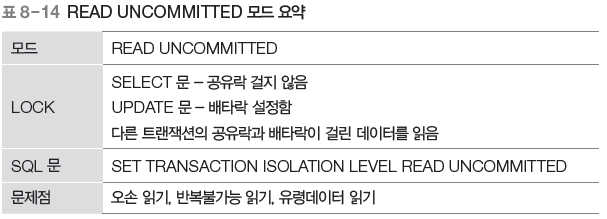 표 8-14 READ UNCOMMITTED 모드 요약
모드 READ UNCOMMITTED
SELECT 문 – 공유락 걸지 않음
LOCK UPDATE 문 – 배타락 설정함
다른 트랜잭션의 공유락과 배타락이 걸린 데이터를 읽음
SQL 문 SET TRANSACTION ISOLATION LEVEL READ UNCOMMITTED
문제점 오손 읽기, 반복불가능 읽기, 유령데이터 읽기